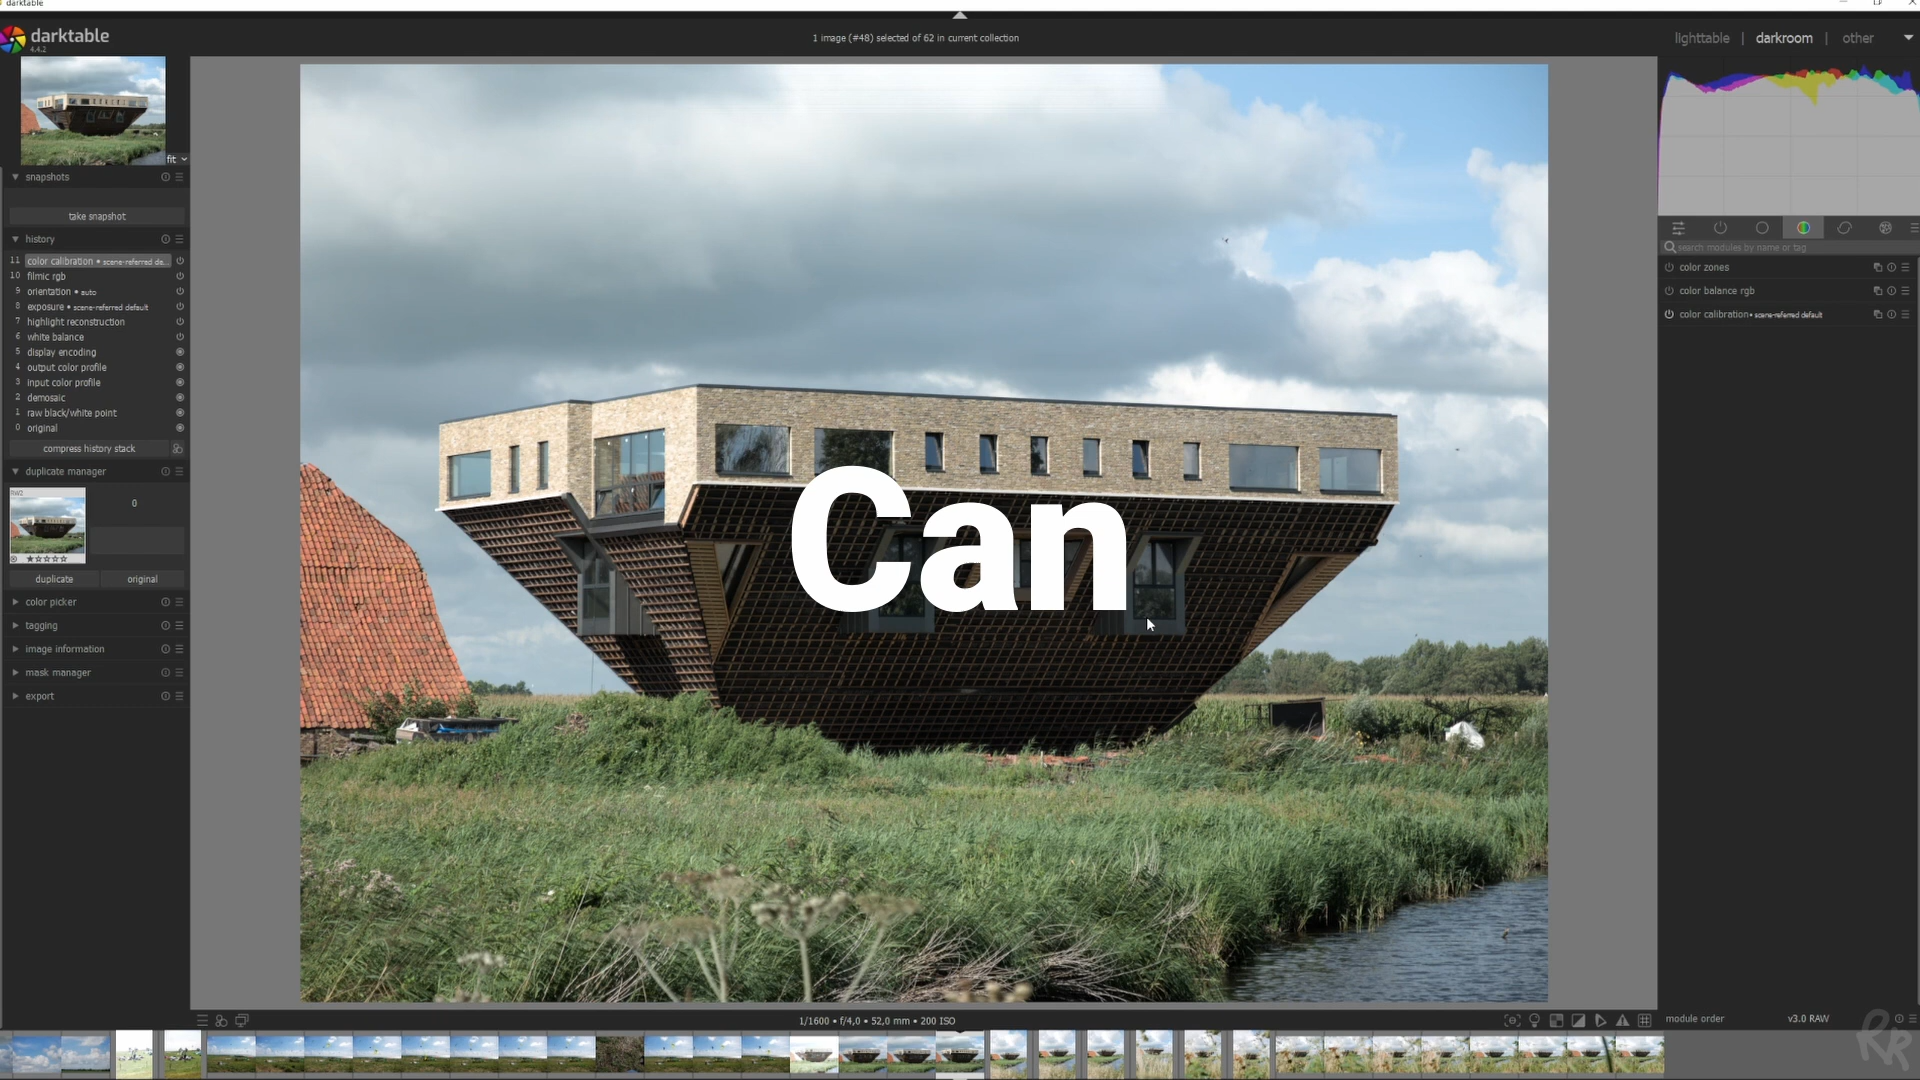 darktable
darktable
4.4.2
1 image (#48) selected of 62 in current collection
lighttable | darkroom | other
fit
snapshots
take snapshot
history
11 color calibration • scene-referred de...
10 filmic rgb
9 orientation • auto
8 exposure • scene-referred default
7 highlight reconstruction
6 white balance
5 display encoding
4 output color profile
3 input color profile
2 demosaic
1 raw black/white point
0 original
compress history stack
duplicate manager
RW2
0
duplicate original
color picker
tagging
image information
mask manager
export
search modules by name or tag
color zones
color balance rgb
color calibration • scene-referred default
Can
1/1600 • f/4,0 • 52,0 mm • 200 ISO
module order v3.0 RAW